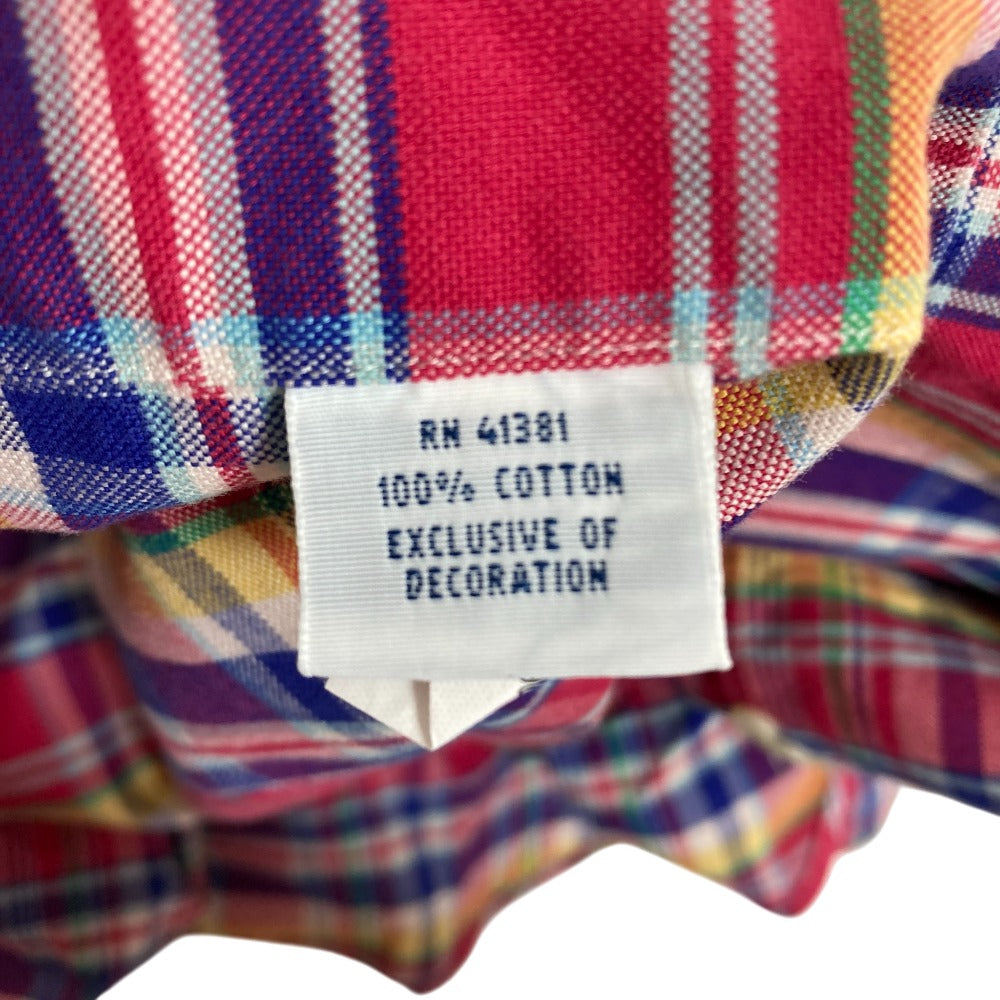 RN 41381
100% COTTON
EXCLUSIVE OF
DECORATION